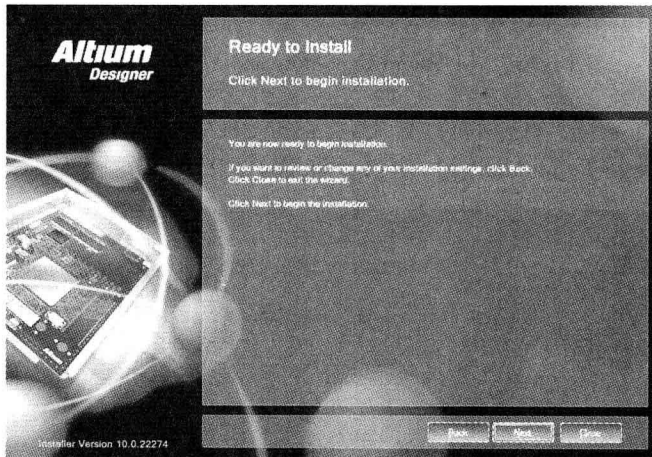 Altium
Designer
Ready to Install
Click Next to begin installation.
You are now ready to begin installation.
If you want to review or change any of your installation settings, click Back.
Click Close to exit the wizard.
Click Next to begin the installation.
Back
Next
Close
Installer Version 10.0.22274